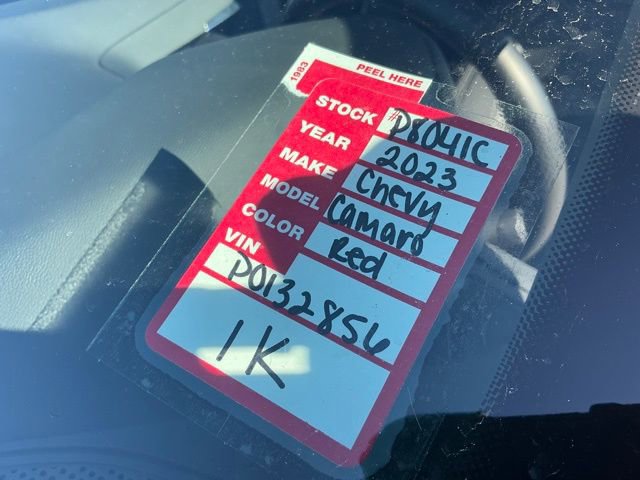 1983 PEEL HERE
STOCK # P8041C
YEAR 2023
MAKE Chevy
MODEL Camaro
COLOR Red
VIN P0132856
1K